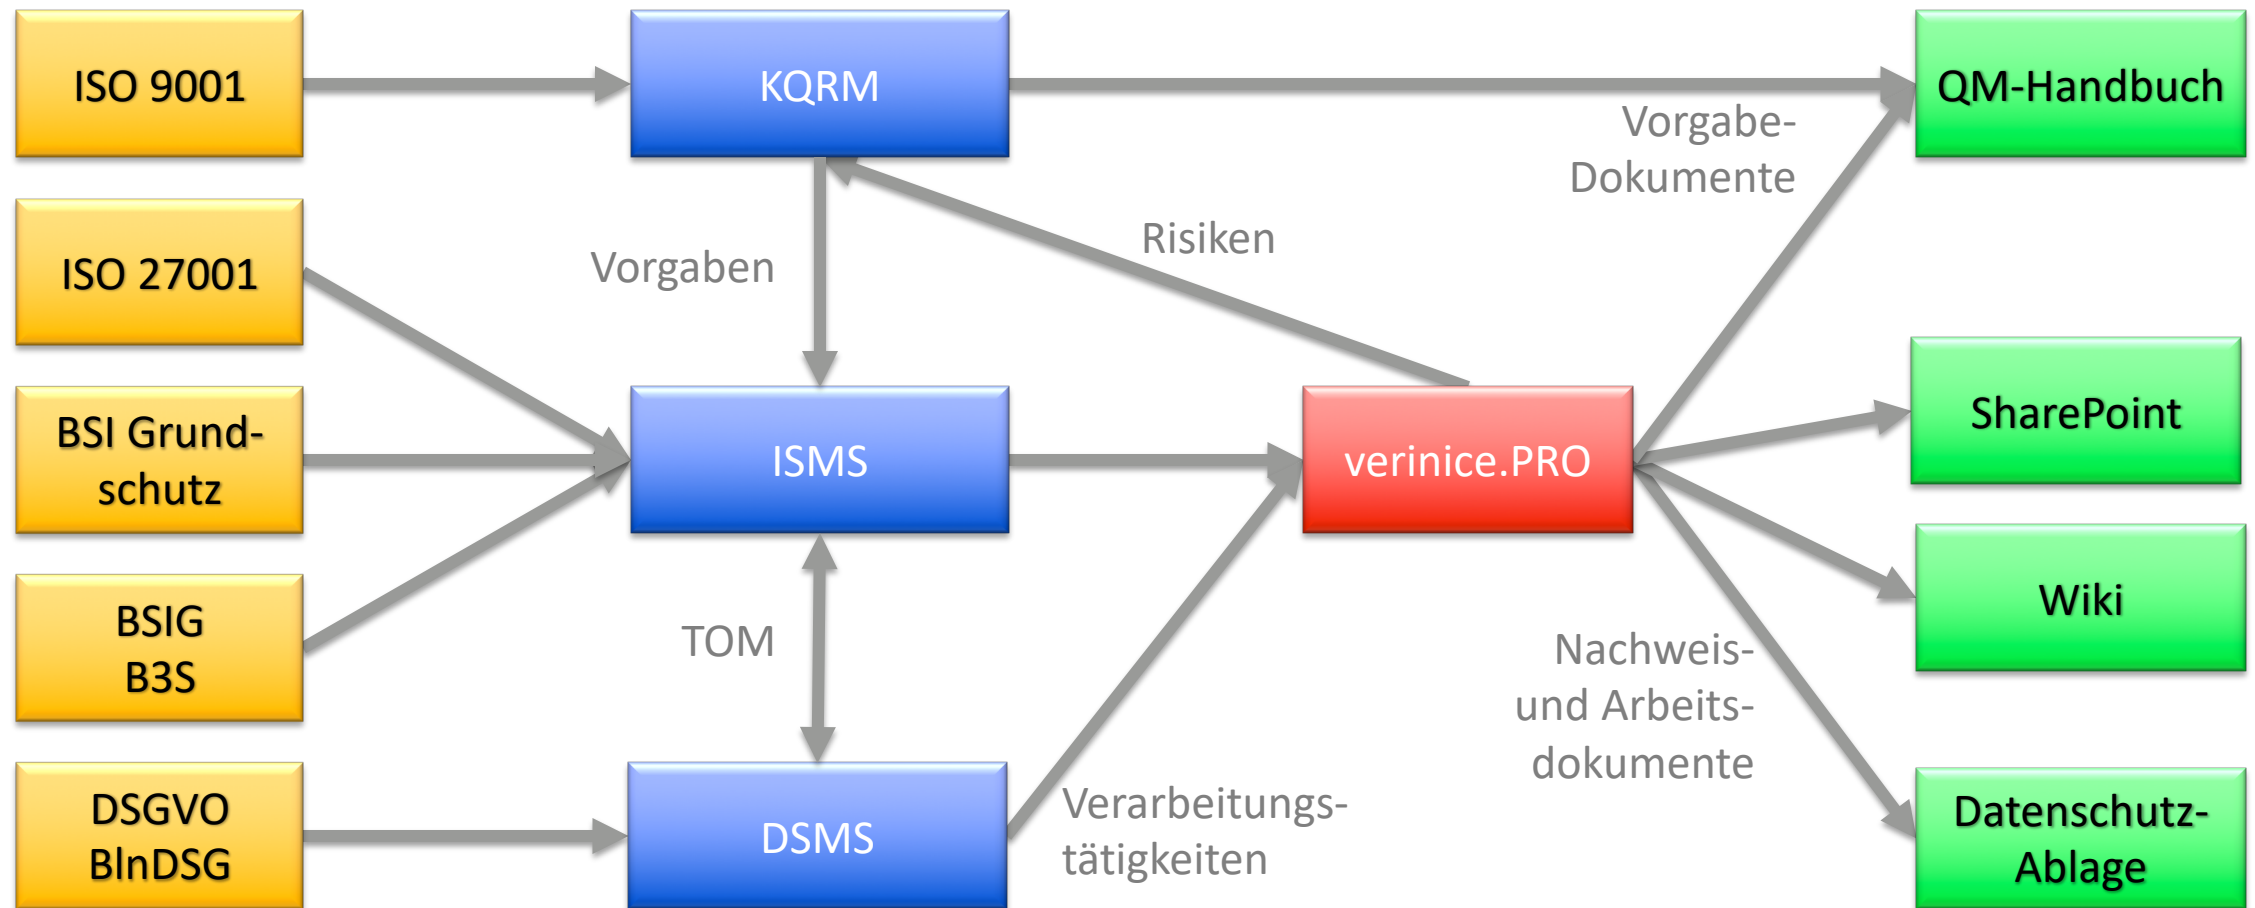 ISO 9001
KQRM
QM-Handbuch
Vorgabe-
Dokumente
ISO 27001
Vorgaben
Risiken
BSI Grund-
schutz
ISMS
verinice.PRO
SharePoint
BSIG
B3S
TOM
Nachweis-
und Arbeits-
dokumente
Wiki
DSGVO
BlnDSG
DSMS
Verarbeitungs-
tätigkeiten
Datenschutz-
Ablage